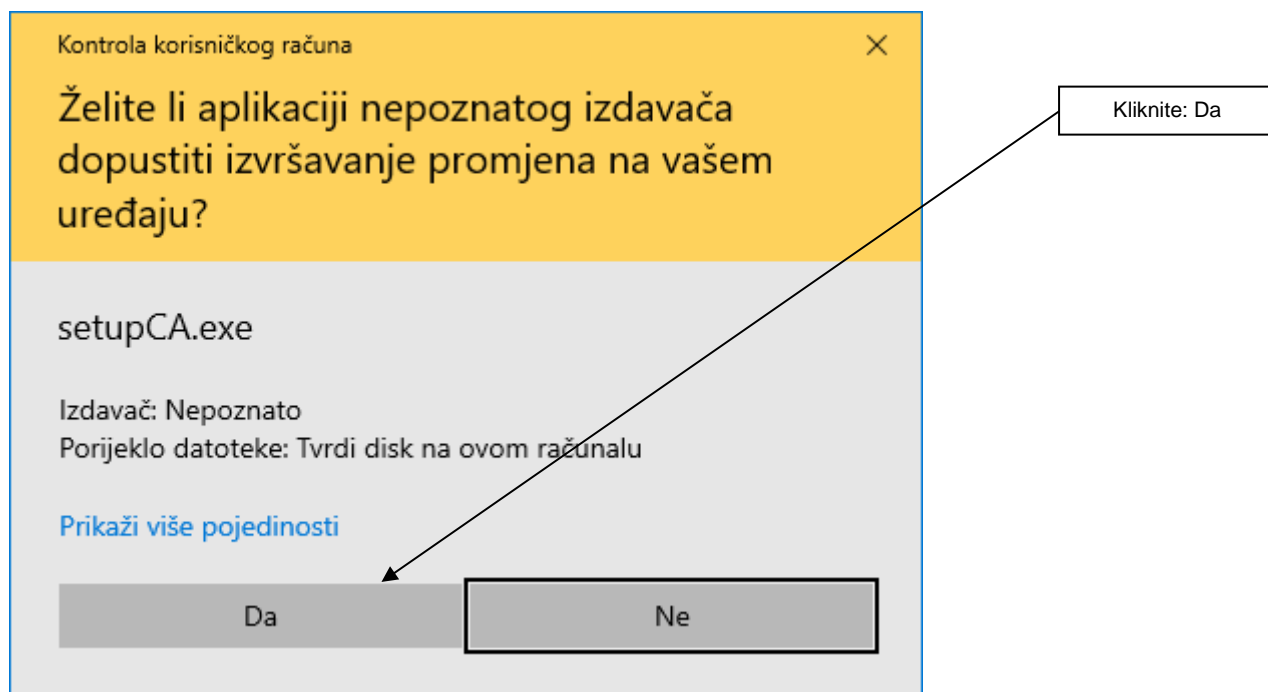 Kontrola korisničkog računa
Želite li aplikaciji nepoznatog izdavača
dopustiti izvršavanje promjena na vašem
uređaju?
Kliknite: Da
setupCA.exe
Izdavač: Nepoznato
Porijeklo datoteke: Tvrdi disk na ovom računalu
Prikaži više pojedinosti
Da
Ne